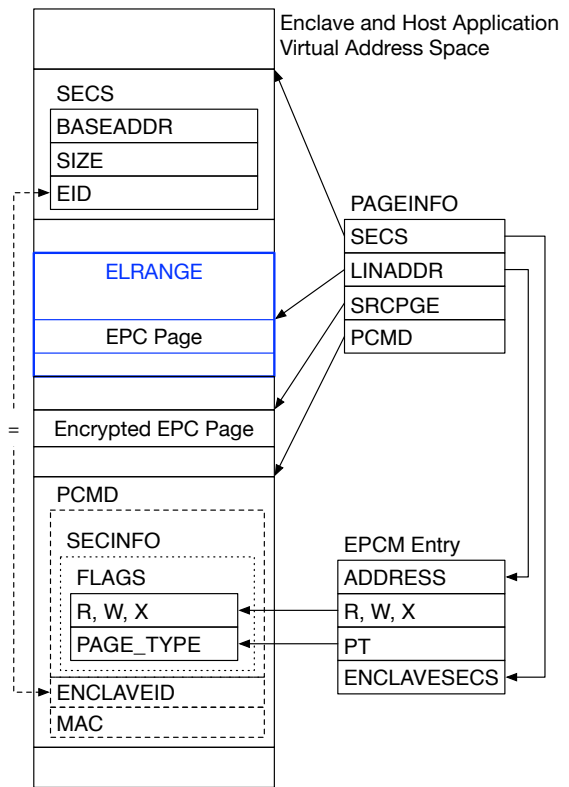 Enclave and Host Application
Virtual Address Space
SECS
BASEADDR
SIZE
EID
PAGEINFO
SECS
LINADDR
SRCPGE
PCMD
ELRANGE
EPC Page
=
Encrypted EPC Page
PCMD
SECINFO
FLAGS
R, W, X
PAGE_TYPE
ENCLAVEID
MAC
EPCM Entry
ADDRESS
R, W, X
PT
ENCLAVESECS